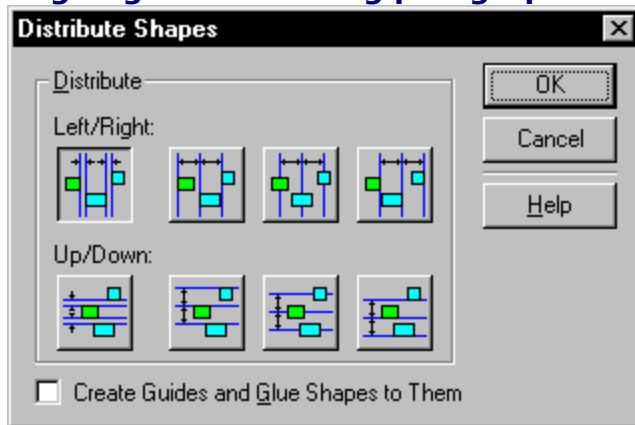 Distribute Shapes
Distribute
OK
Left/Right:
Cancel
Help
Up/Down:
Create Guides and Glue Shapes to Them